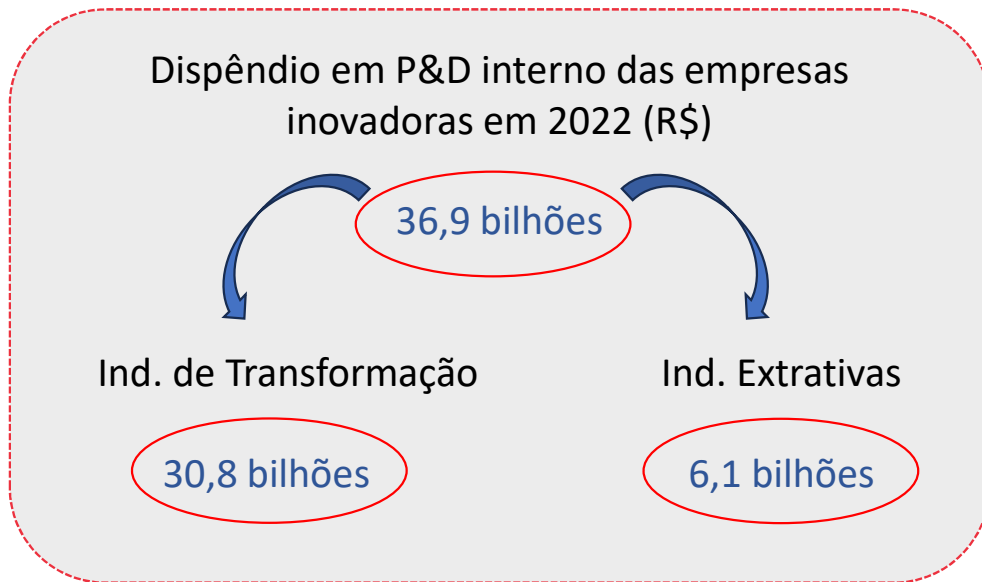 Dispêndio em P&D interno das empresas
inovadoras em 2022 (R$)
36,9 bilhões
Ind. de Transformação
Ind. Extrativas
30,8 bilhões
6,1 bilhões